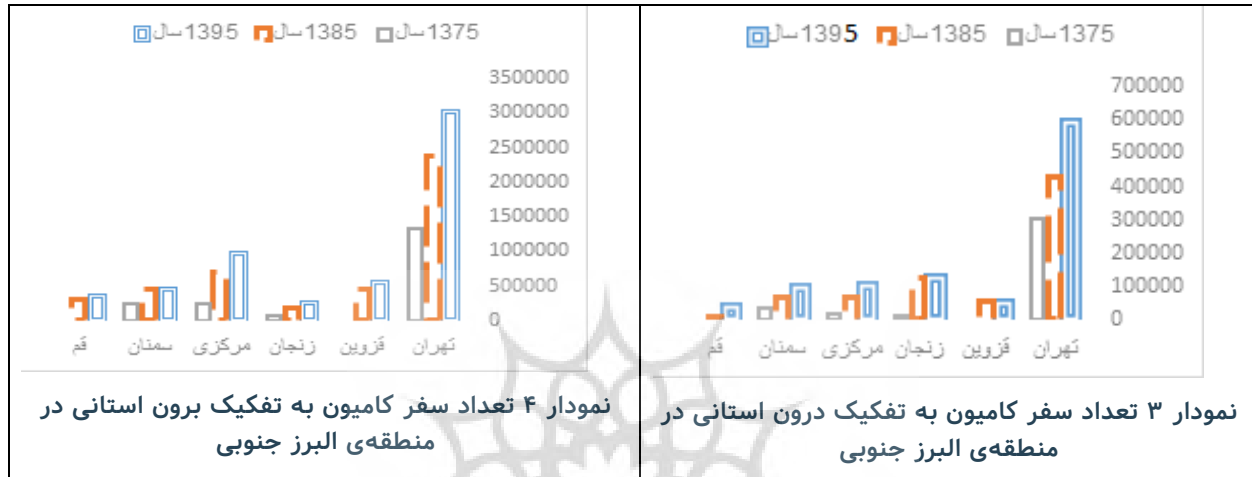 سال1375 سال1385 سال1395
700000
600000
500000
400000
300000
200000
100000
0
تهران قزوین زنجان مرکزی سمنان قم
نمودار ۳ تعداد سفر کامیون به تفکیک درون استانی در
منطقه‌ی البرز جنوبی
سال1375 سال1385 سال1395
3500000
3000000
2500000
2000000
1500000
1000000
500000
0
تهران قزوین زنجان مرکزی سمنان قم
نمودار ۴ تعداد سفر کامیون به تفکیک برون استانی در
منطقه‌ی البرز جنوبی